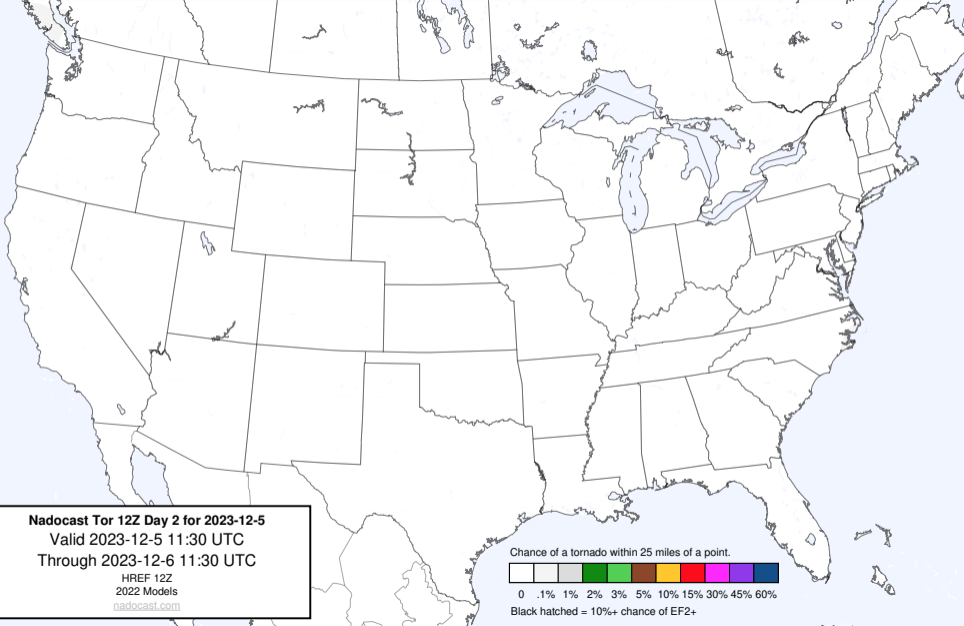 Nadocast Tor 12Z Day 2 for 2023-12-5
Valid 2023-12-5 11:30 UTC
Through 2023-12-6 11:30 UTC
HREF 12Z
2022 Models
nadocast.com
Chance of a tornado within 25 miles of a point.
0 .1% 1% 2% 3% 5% 10% 15% 30% 45% 60%
Black hatched = 10%+ chance of EF2+